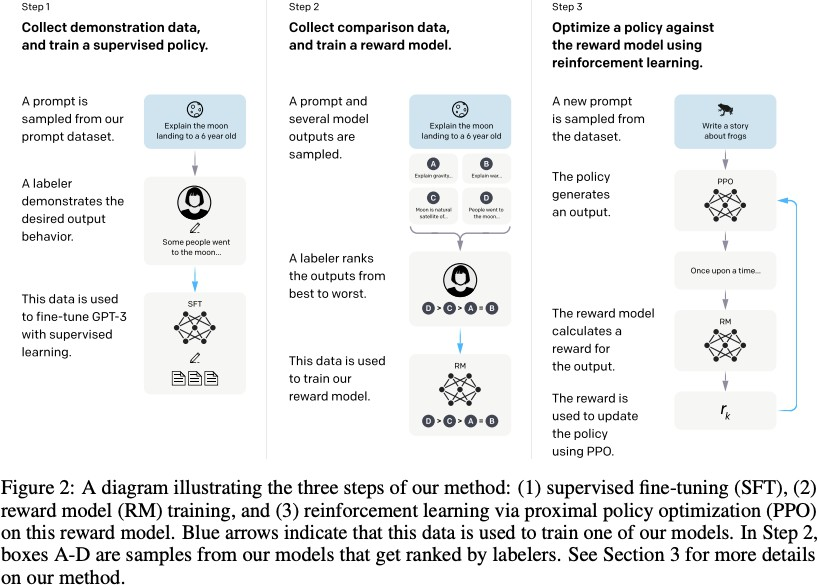 Step 1
Collect demonstration data,
and train a supervised policy.
A prompt is
sampled from our
prompt dataset.
Explain the moon
landing to a 6 year old
A labeler
demonstrates the
desired output
behavior.
Some people went
to the moon...
This data is used
to fine-tune GPT-3
with supervised
learning.
SFT
Step 2
Collect comparison data,
and train a reward model.
A prompt and
several model
outputs are
sampled.
Explain the moon
landing to a 6 year old
A
Explain gravity...
B
Explain war...
C
Moon is natural
satellite of...
D
People went to
the moon...
A labeler ranks
the outputs from
best to worst.
D > C > A = B
This data is used
to train our
reward model.
RM
D > C > A = B
Step 3
Optimize a policy against
the reward model using
reinforcement learning.
A new prompt
is sampled from
the dataset.
Write a story
about frogs
The policy
generates
an output.
PPO
Once upon a time...
The reward model
calculates a
reward for
the output.
RM
The reward is
used to update
the policy
using PPO.
rk
Figure 2: A diagram illustrating the three steps of our method: (1) supervised fine-tuning (SFT), (2)
reward model (RM) training, and (3) reinforcement learning via proximal policy optimization (PPO)
on this reward model. Blue arrows indicate that this data is used to train one of our models. In Step 2,
boxes A-D are samples from our models that get ranked by labelers. See Section 3 for more details
on our method.